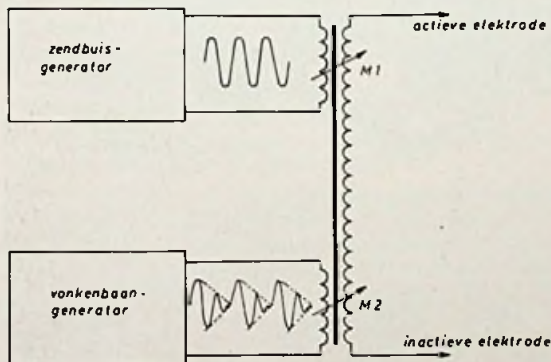 zendbuis-
generator
actieve elektrode
M1
vonkenbaan-
generator
M2
inactieve elektrode